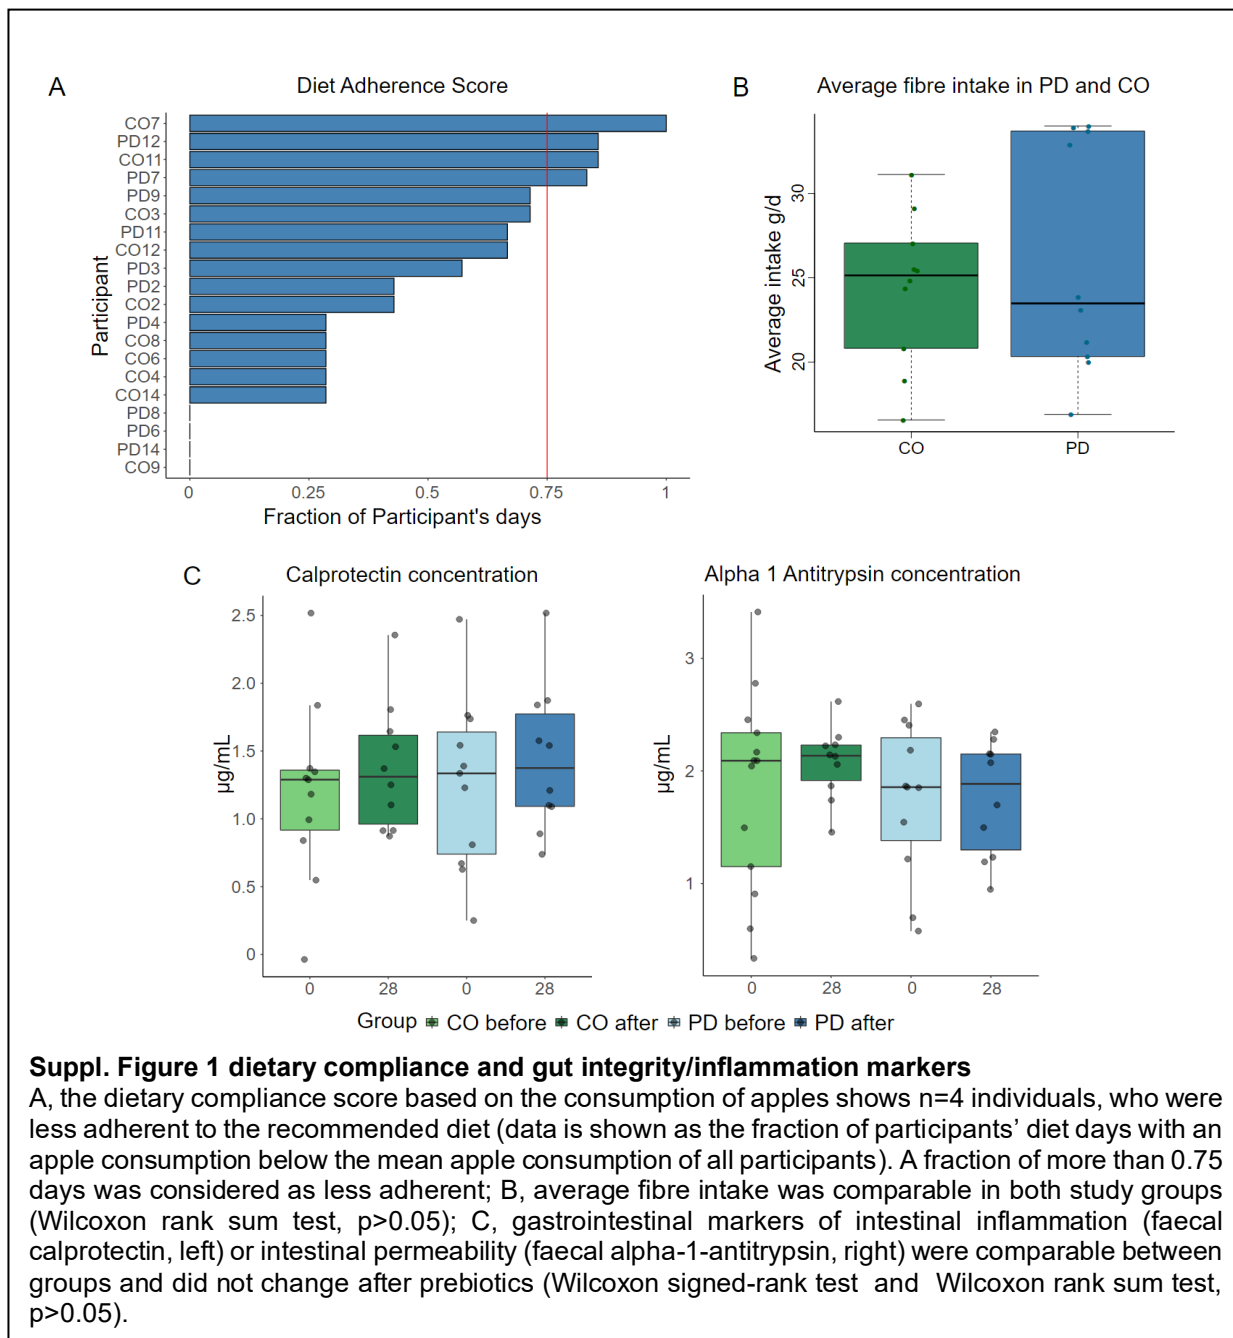 A
Diet Adherence Score
Participant
CO7
PD12
CO11
PD7
PD9
CO3
PD11
CO12
PD3
PD2
CO2
PD4
CO8
CO6
CO4
CO14
PD8
PD6
PD14
CO9
0 0.25 0.5 0.75 1
Fraction of Participant's days
B
Average fibre intake in PD and CO
Average intake g/d
30
25
20
CO PD
C
Calprotectin concentration
µg/mL
2.5
2.0
1.5
1.0
0.5
0
0 28 0 28
Alpha 1 Antitrypsin concentration
µg/mL
3
2
1
0 28 0 28
Group CO before CO after PD before PD after
Suppl. Figure 1 dietary compliance and gut integrity/inflammation markers
A, the dietary compliance score based on the consumption of apples shows n=4 individuals, who were
less adherent to the recommended diet (data is shown as the fraction of participants’ diet days with an
apple consumption below the mean apple consumption of all participants). A fraction of more than 0.75
days was considered as less adherent; B, average fibre intake was comparable in both study groups
(Wilcoxon rank sum test, p>0.05); C, gastrointestinal markers of intestinal inflammation (faecal
calprotectin, left) or intestinal permeability (faecal alpha-1-antitrypsin, right) were comparable between
groups and did not change after prebiotics (Wilcoxon signed-rank test and Wilcoxon rank sum test,
p>0.05).